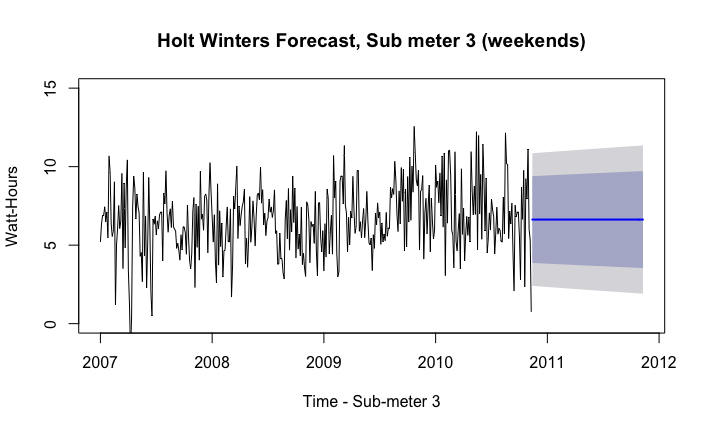 Holt Winters Forecast, Sub meter 3 (weekends)
15
10
5
0
Watt-Hours
2007 2008 2009 2010 2011 2012
Time - Sub-meter 3